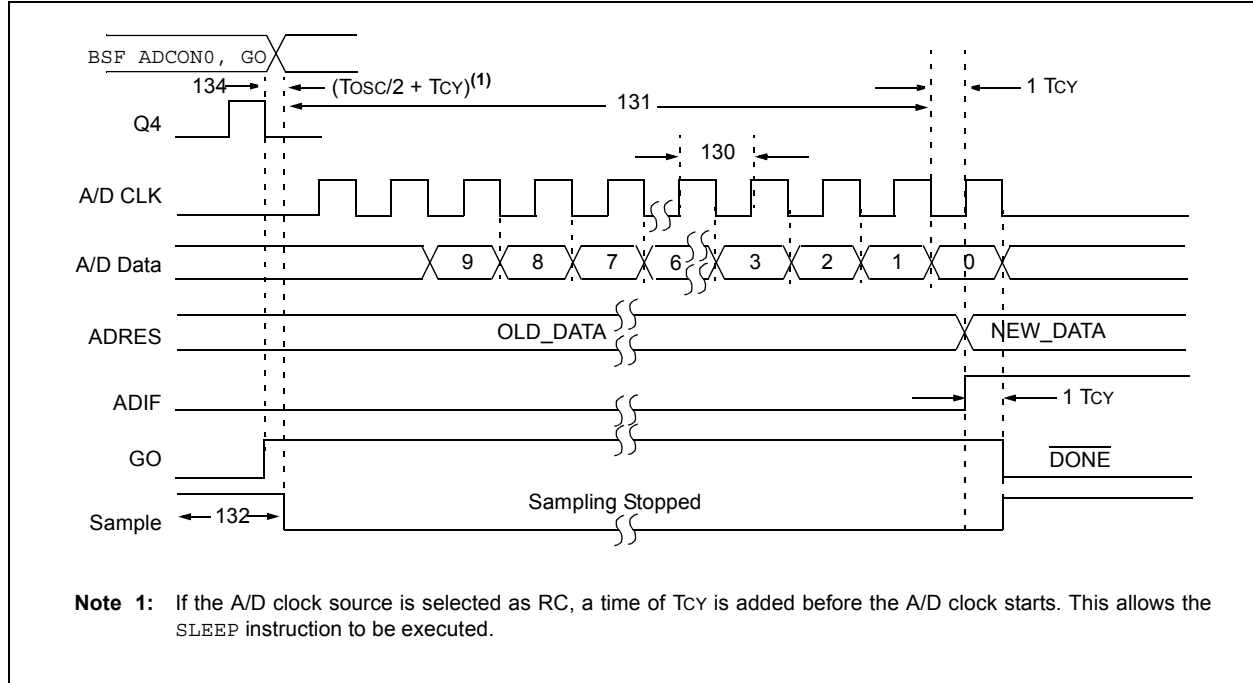 BSF ADCON0, GO
134 (TOSC/2 + TCY)(1) 1 TCY
131
Q4
130
A/D CLK
A/D Data 9 8 7 6 3 2 1 0
ADRES OLD_DATA NEW_DATA
ADIF 1 TCY
GO DONE
Sample 132 Sampling Stopped
Note 1: If the A/D clock source is selected as RC, a time of TCY is added before the A/D clock starts. This allows the
SLEEP instruction to be executed.